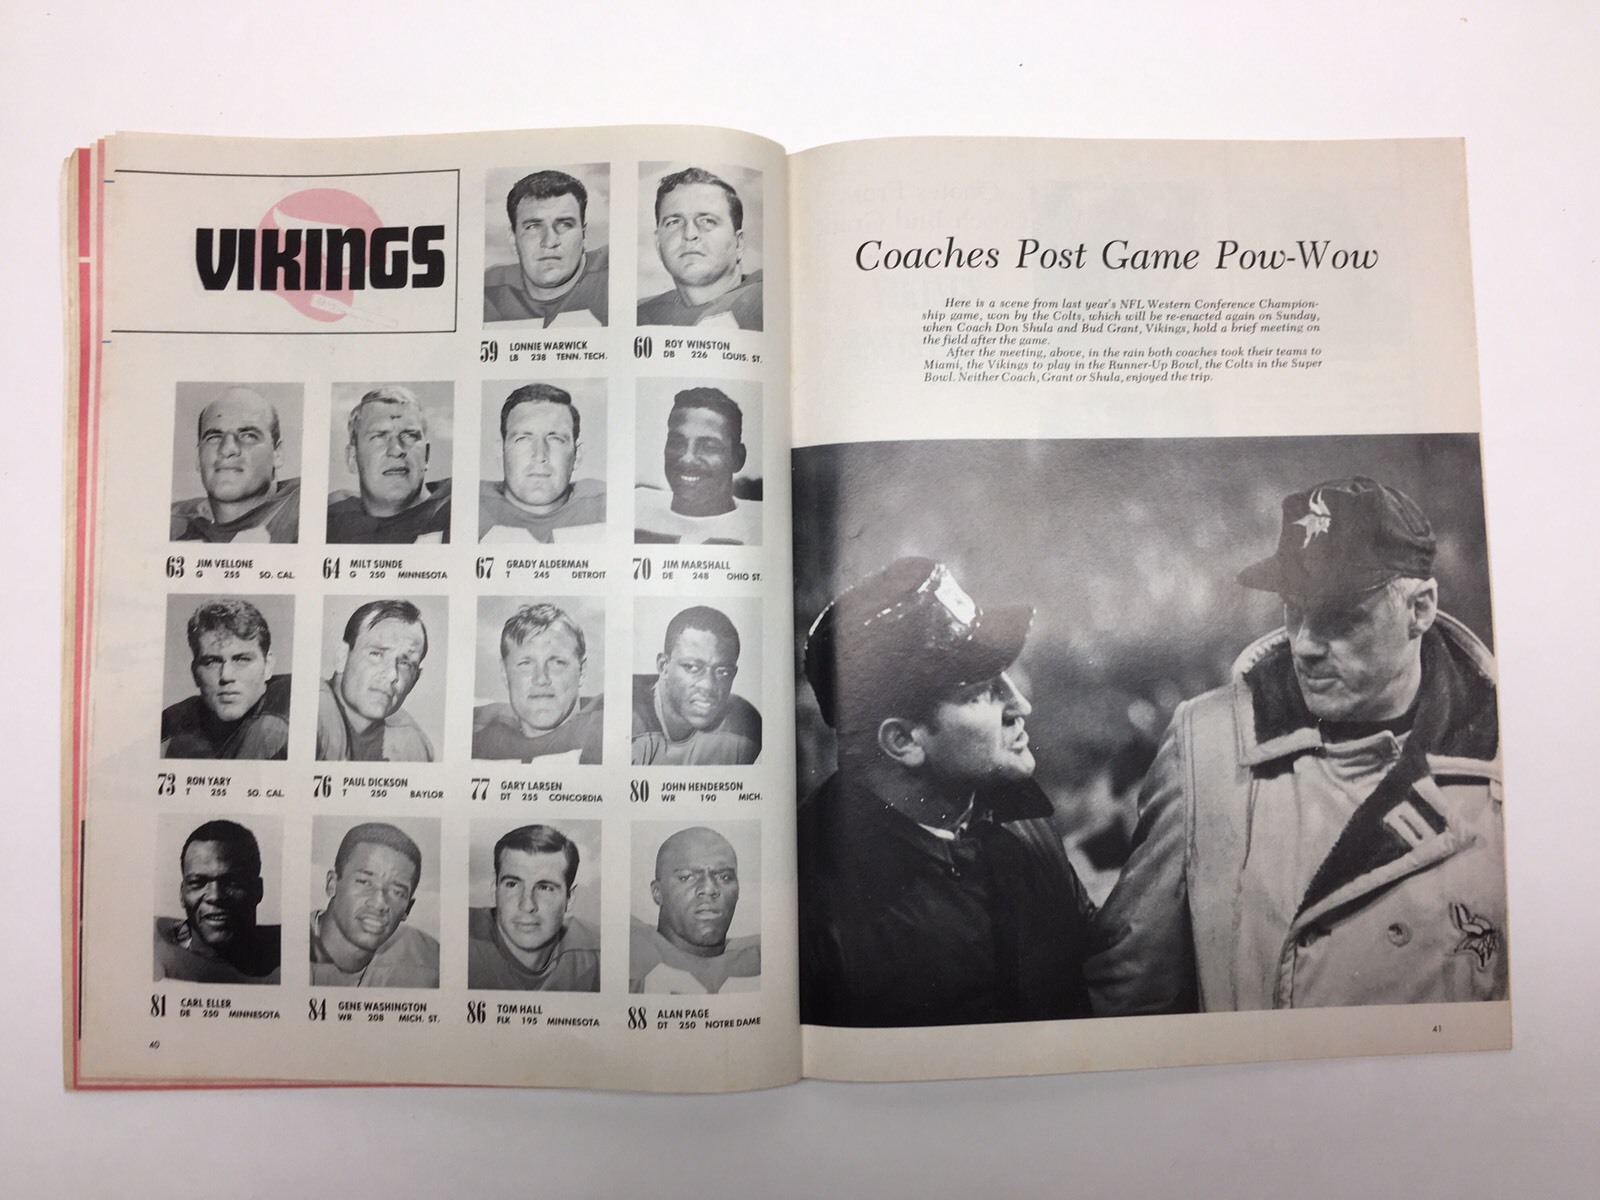 VIKINGS
59 LONNIE WARWICK
LB 238 TENN. TECH.
60 ROY WINSTON
DB 226 LOUIS. ST.
63 JIM VELLONE
G 255 SO. CAL.
64 MILT SUNDE
G 250 MINNESOTA
67 GRADY ALDERMAN
T 245 DETROIT
70 JIM MARSHALL
DE 248 OHIO ST.
73 RON YARY
T 255 SO. CAL.
76 PAUL DICKSON
T 250 BAYLOR
77 GARY LARSEN
DT 255 CONCORDIA
80 JOHN HENDERSON
WR 190 MICH.
81 CARL ELLER
DE 250 MINNESOTA
84 GENE WASHINGTON
WR 208 MICH. ST.
86 TOM HALL
FLK 195 MINNESOTA
88 ALAN PAGE
DT 250 NOTRE DAME
40
Coaches Post Game Pow-Wow
Here is a scene from last year's NFL Western Conference Champion-
ship game, won by the Colts, which will be re-enacted again on Sunday,
when Coach Don Shula and Bud Grant, Vikings, hold a brief meeting on
the field after the game.
After the meeting, above, in the rain both coaches took their teams to
Miami, the Vikings to play in the Runner-Up Bowl, the Colts in the Super
Bowl. Neither Coach, Grant or Shula, enjoyed the trip.
41